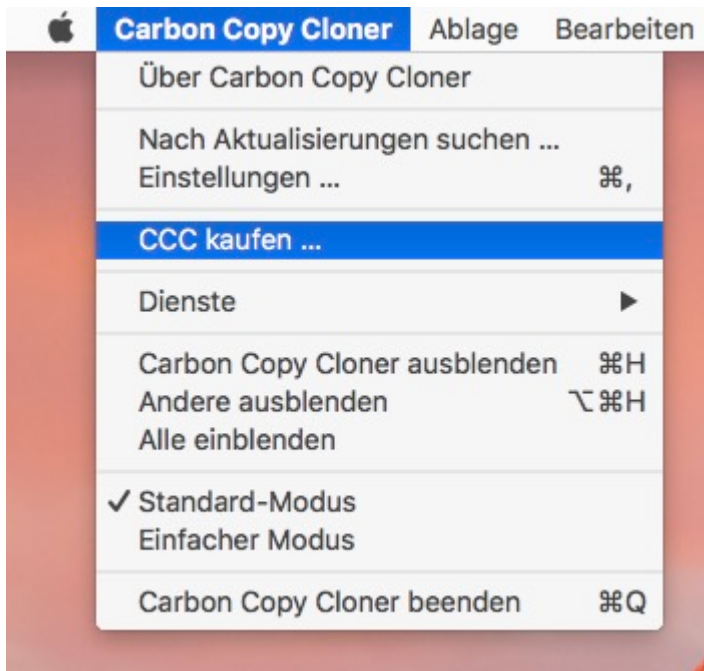 Carbon Copy Cloner Ablage Bearbeiten
Über Carbon Copy Cloner
Nach Aktualisierungen suchen ...
Einstellungen ... ⌘,
CCC kaufen ...
Dienste ▶
Carbon Copy Cloner ausblenden ⌘H
Andere ausblenden ⌥⌘H
Alle einblenden
✓ Standard-Modus
Einfacher Modus
Carbon Copy Cloner beenden ⌘Q